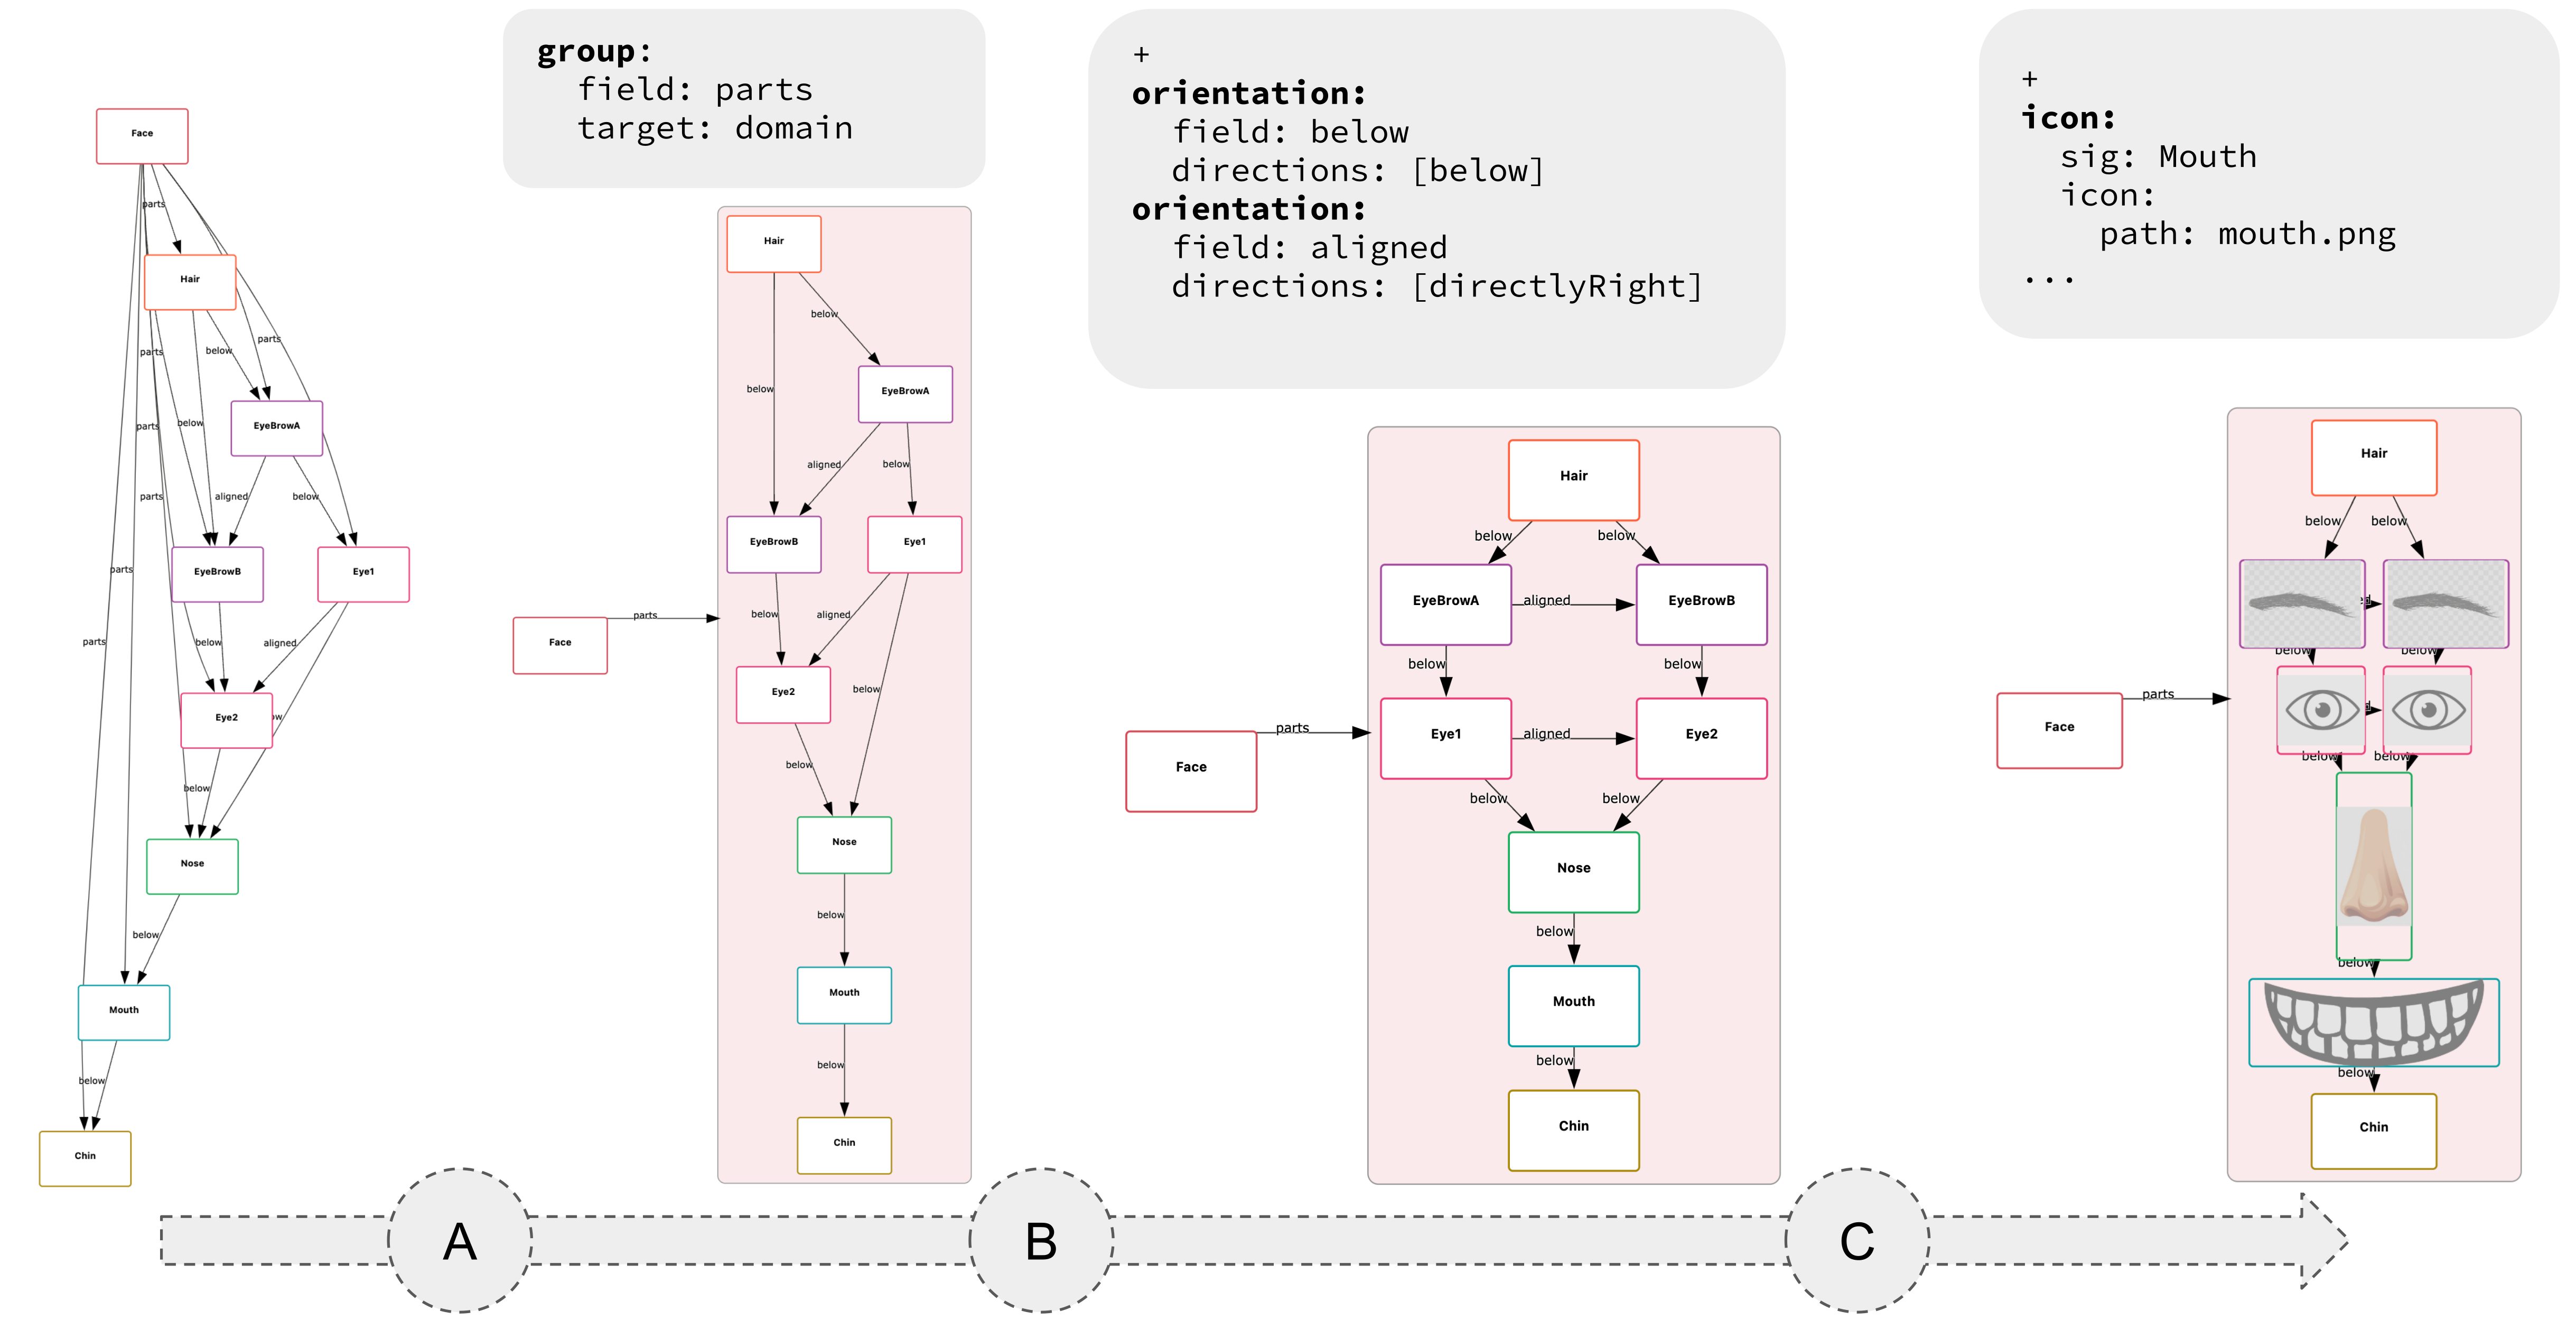 Face
parts
Hair
parts
parts
below
parts
below
EyeBrowA
parts
aligned
below
parts
EyeBrowB
Eye1
parts
below
aligned
Eye2
below
Nose
below
Mouth
below
Chin
group:
field: parts
target: domain
Hair
below
below
EyeBrowA
aligned
below
EyeBrowB
Eye1
Face
parts
below
aligned
Eye2
below
below
Nose
below
Mouth
below
Chin
+
orientation:
field: below
directions: [below]
orientation:
field: aligned
directions: [directlyRight]
Hair
below
below
EyeBrowA
aligned
EyeBrowB
below
below
Face
parts
Eye1
aligned
Eye2
below
below
Nose
below
Mouth
below
Chin
+
icon:
sig: Mouth
icon:
path: mouth.png
...
Hair
below
below
below
below
Face
parts
below
below
below
below
Chin
A
B
C